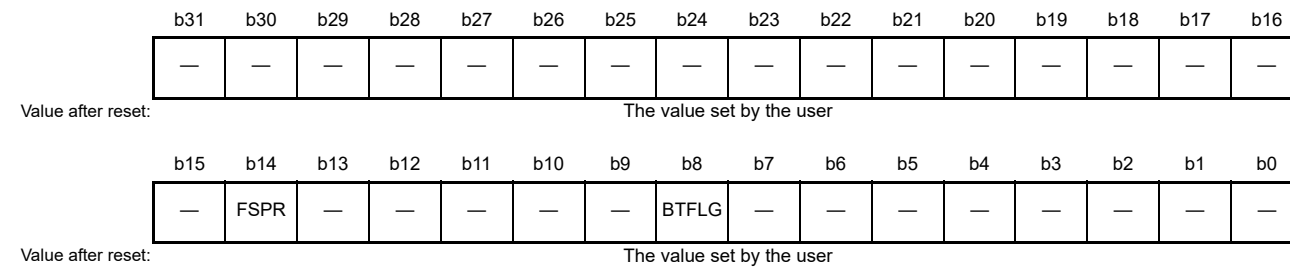 b31 b30 b29 b28 b27 b26 b25 b24 b23 b22 b21 b20 b19 b18 b17 b16
— — — — — — — — — — — — — — — —
Value after reset: The value set by the user
b15 b14 b13 b12 b11 b10 b9 b8 b7 b6 b5 b4 b3 b2 b1 b0
— FSPR — — — — — BTFLG — — — — — — — —
Value after reset: The value set by the user